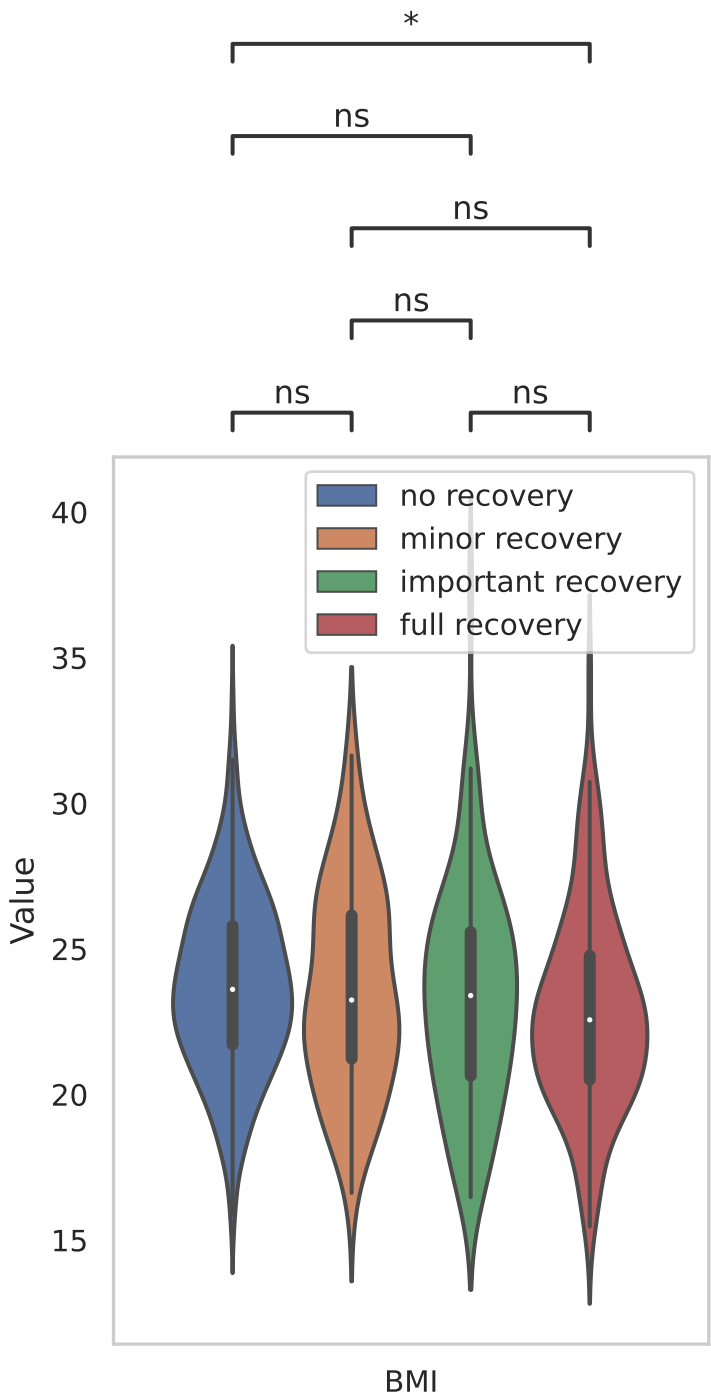 *
ns
ns
ns
ns ns
no recovery
minor recovery
important recovery
full recovery
40
35
30
25
20
15
Value
BMI